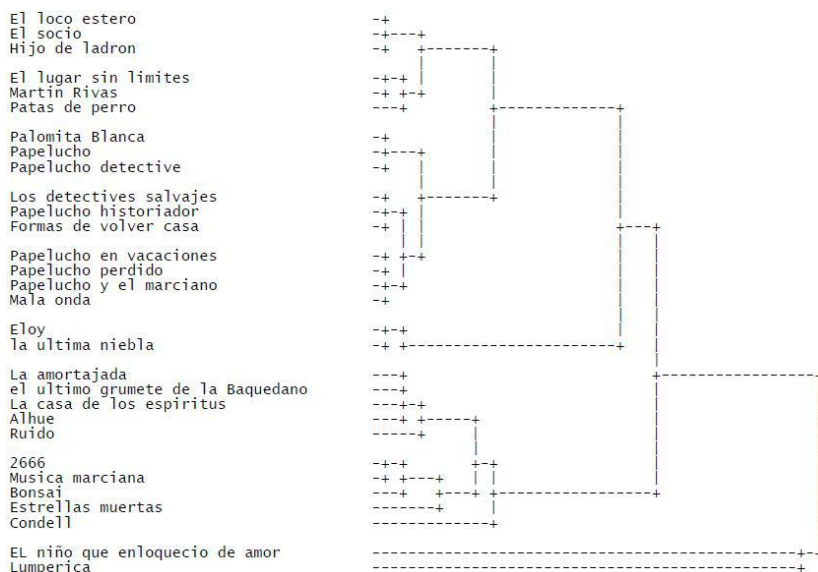 El loco estero
El socio
Hijo de ladron
El lugar sin limites
Martin Rivas
Patas de perro
Palomita Blanca
Papelucho
Papelucho detective
Los detectives salvajes
Papelucho historiador
Formas de volver casa
Papelucho en vacaciones
Papelucho perdido
Papelucho y el marciano
Mala onda
Eloy
la ultima niebla
La amortajada
el ultimo grumete de la Baquedano
La casa de los espiritus
Alhue
Ruido
2666
Musica marciana
Bonsai
Estrellas muertas
Condell
EL niño que enloquecio de amor
Lumperica